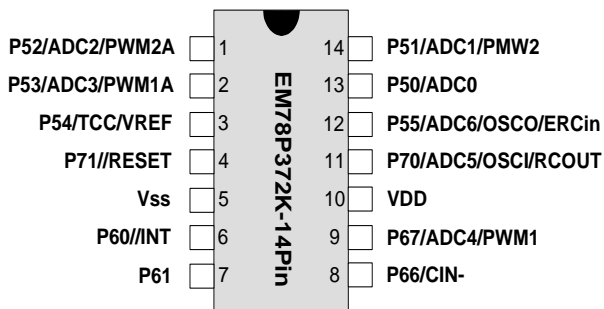 P52/ADC2/PWM2A 1 14 P51/ADC1/PMW2
P53/ADC3/PWM1A 2 13 P50/ADC0
P54/TCC/VREF 3 12 P55/ADC6/OSCO/ERCin
P71//RESET 4 11 P70/ADC5/OSCI/RCOUT
Vss 5 10 VDD
P60//INT 6 9 P67/ADC4/PWM1
P61 7 8 P66/CIN-
EM78P372K-14Pin